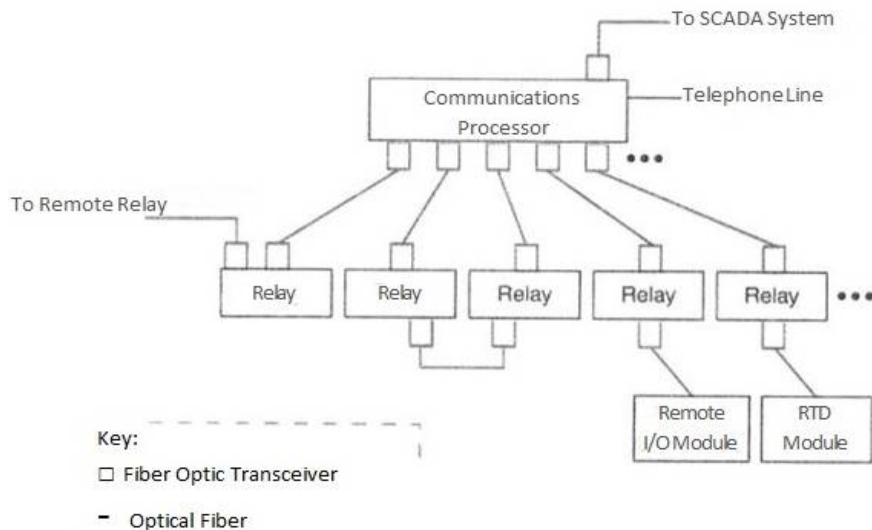 To SCADA System
Communications
Processor
Telephone Line
To Remote Relay
Relay
Relay
Relay
Relay
Relay
Remote
I/O Module
RTD
Module
Key:
Fiber Optic Transceiver
Optical Fiber